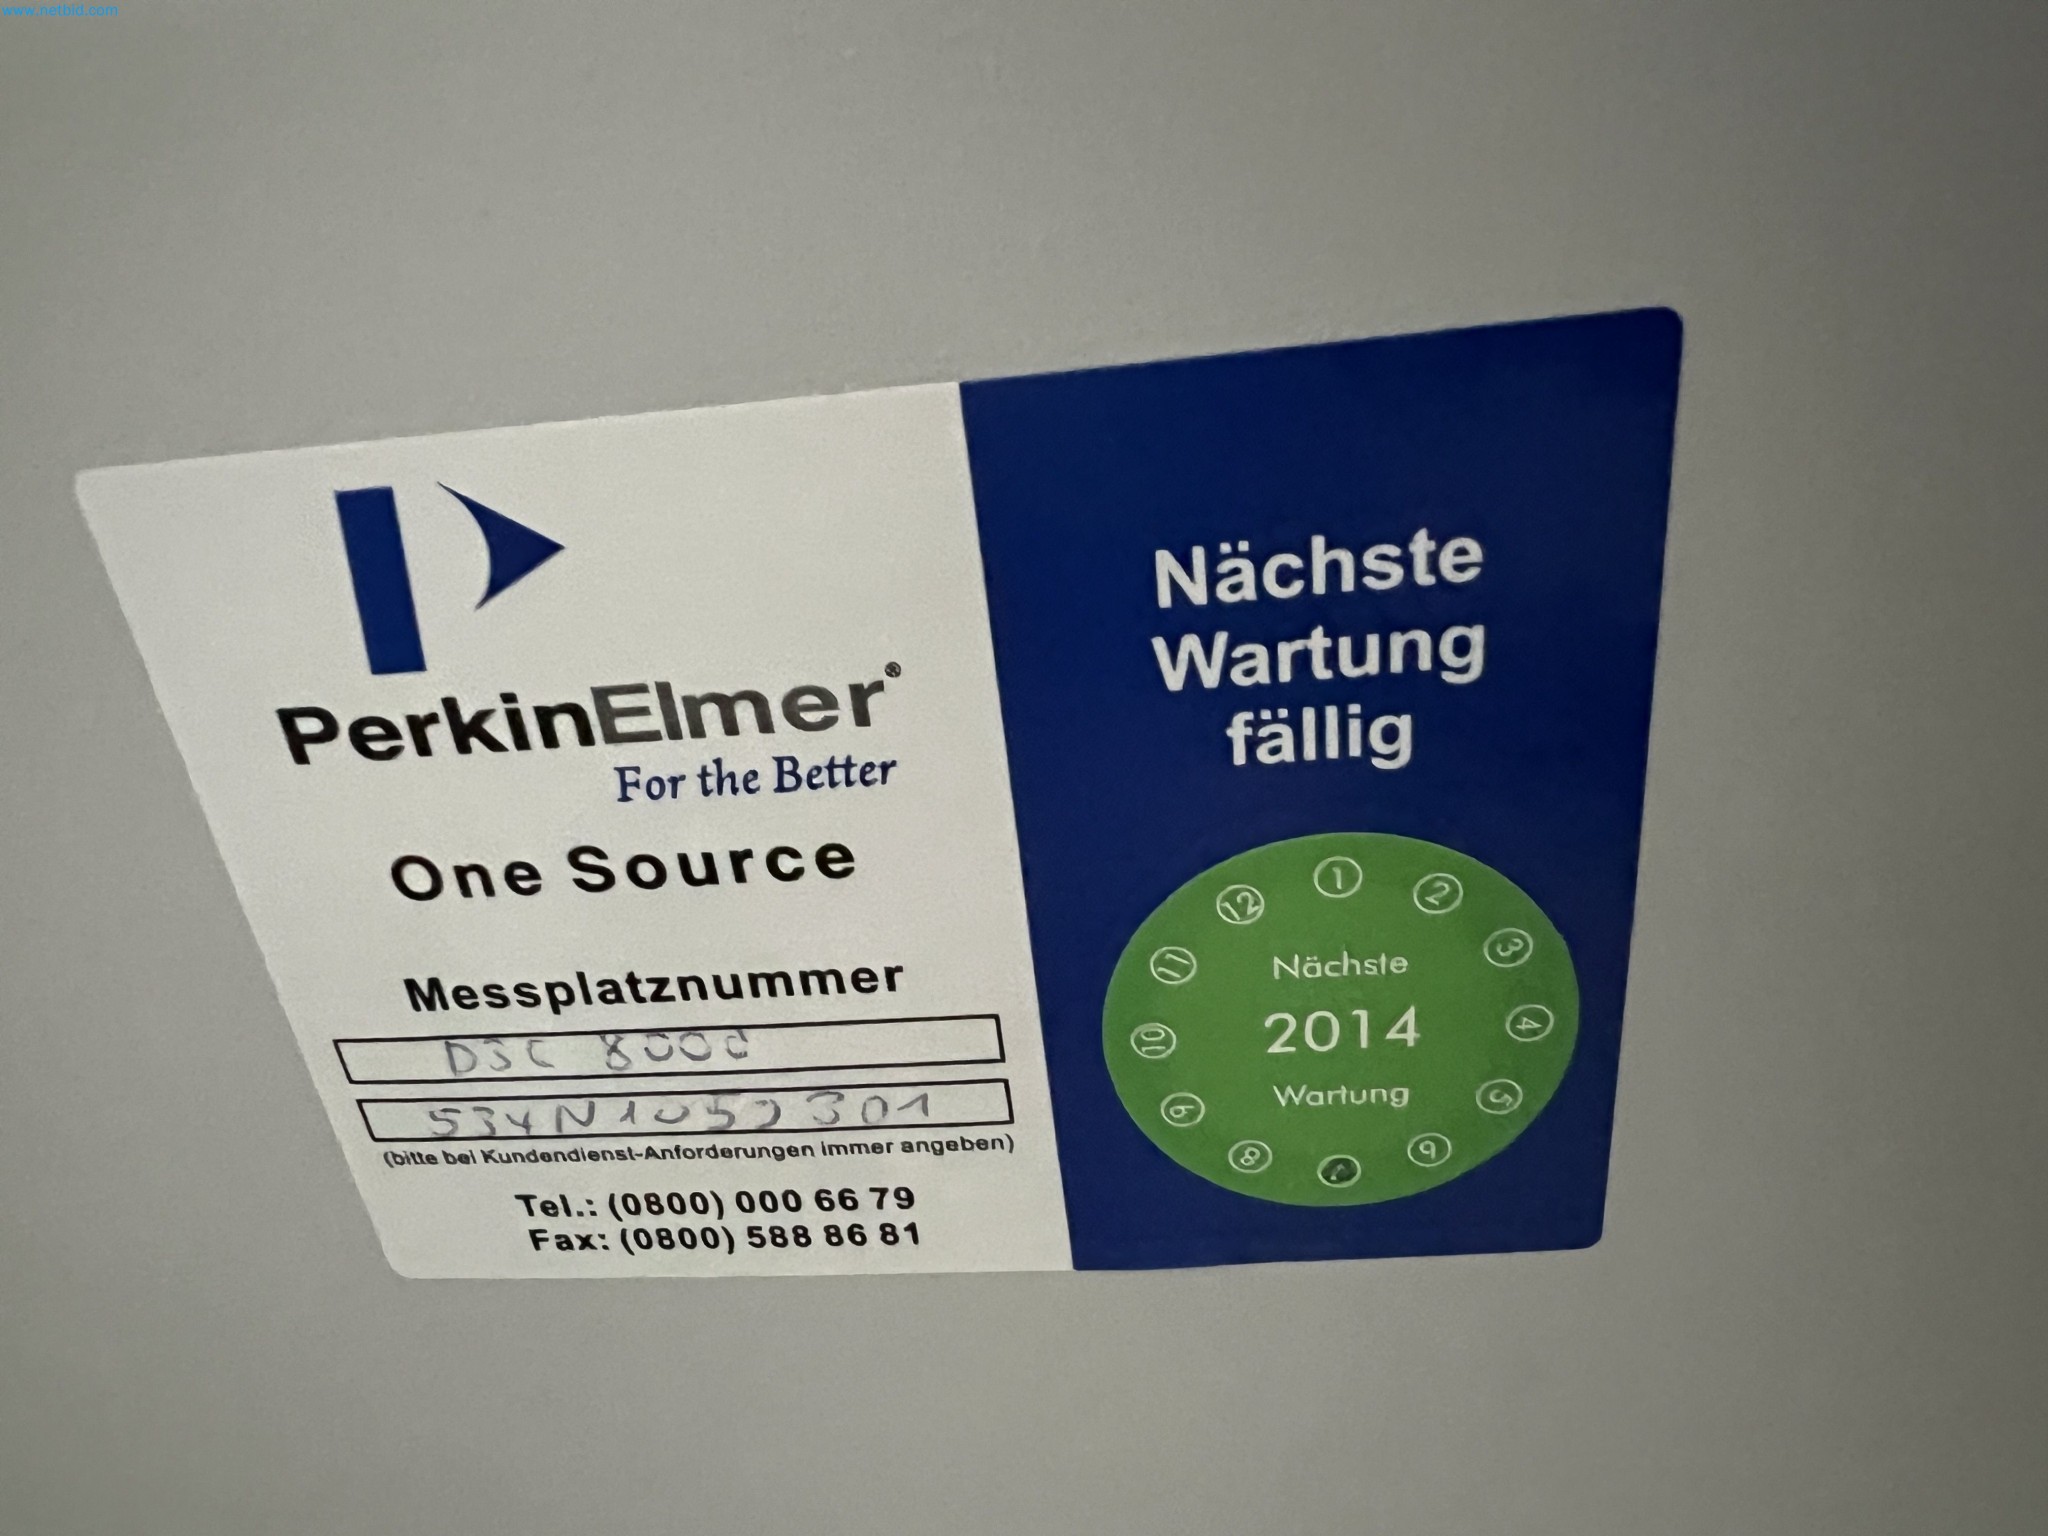 www.netbid.com
PerkinElmer®
For the Better
One Source
Messplatznummer
DSC 8000
(bitte bei Kundendienst-Anforderungen immer angeben)
Tel.: (0800) 000 66 79
Fax: (0800) 588 86 81
Nächste
Wartung
fällig
12 1 2
11 3
Nächste
10 2014 4
Wartung
9 5
8 6